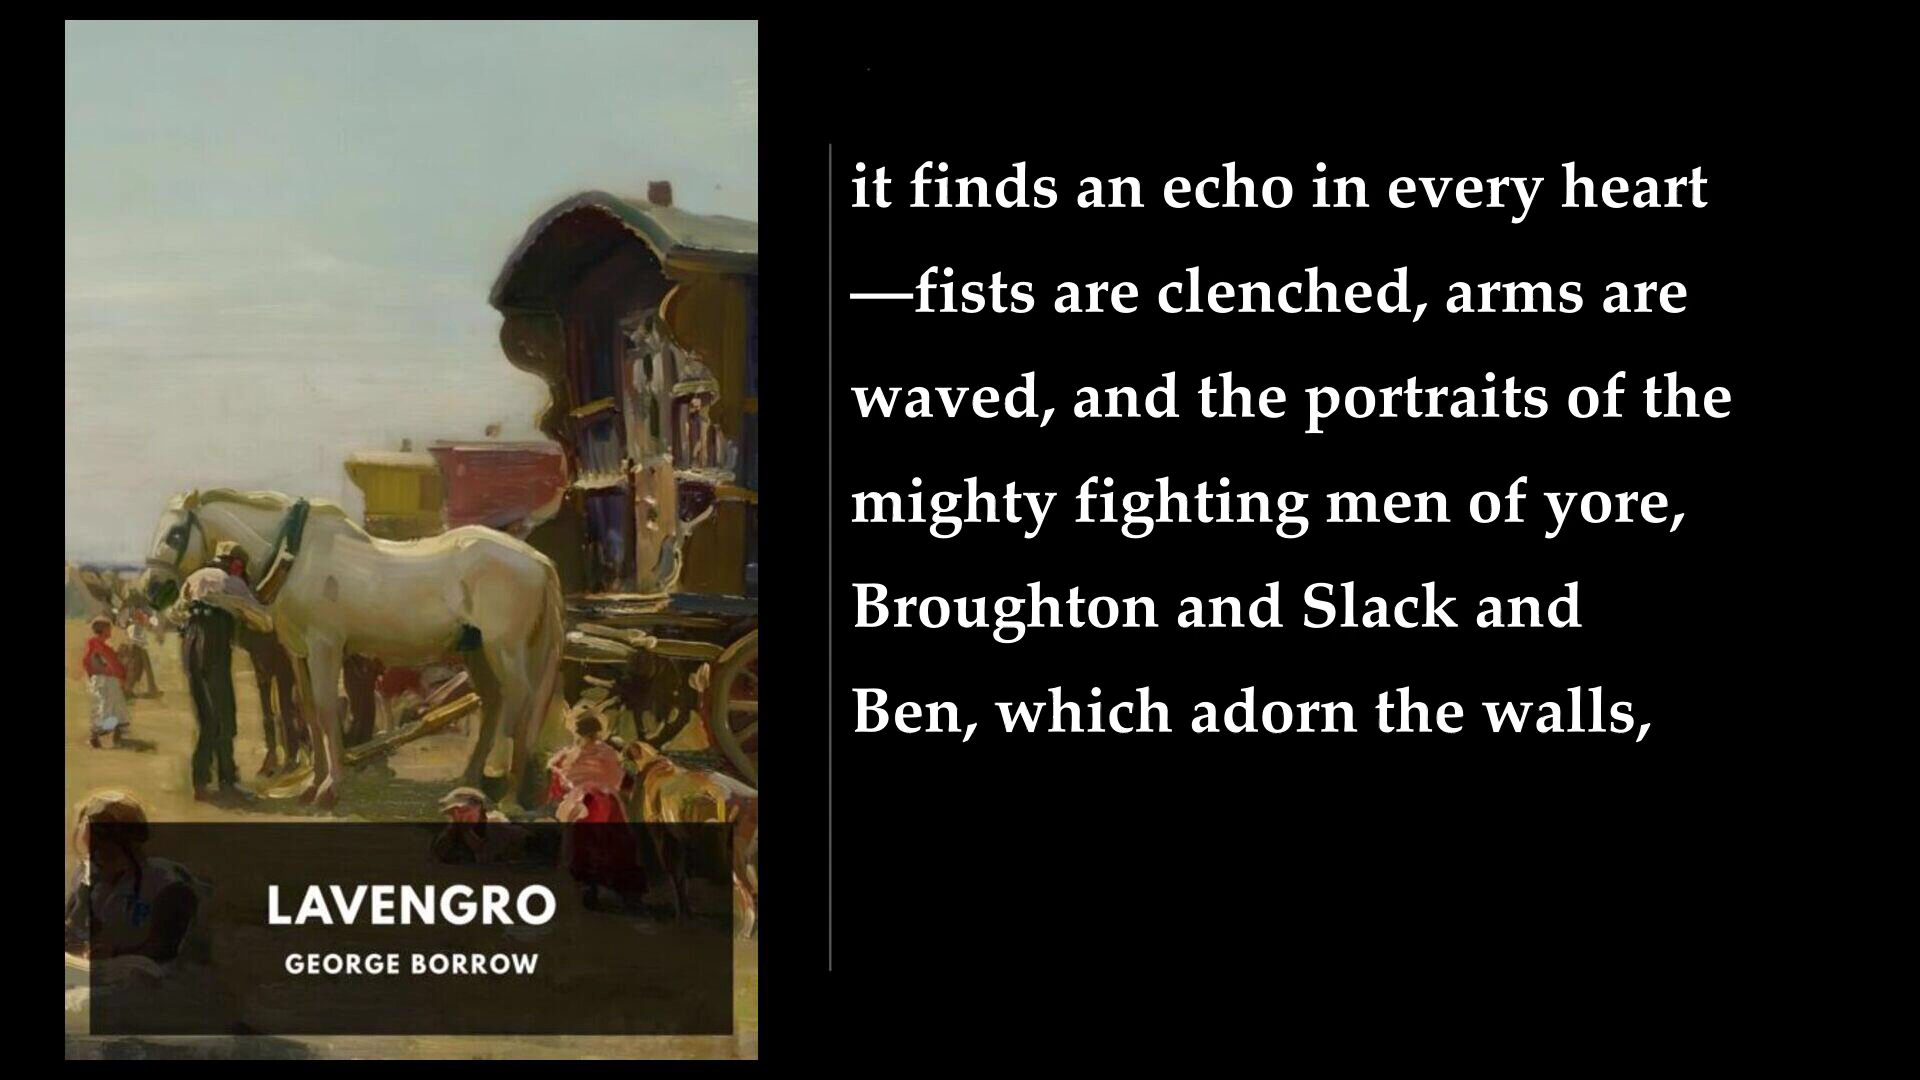 LAVENGRO
GEORGE BORROW
it finds an echo in every heart
—fists are clenched, arms are
waved, and the portraits of the
mighty fighting men of yore,
Broughton and Slack and
Ben, which adorn the walls,